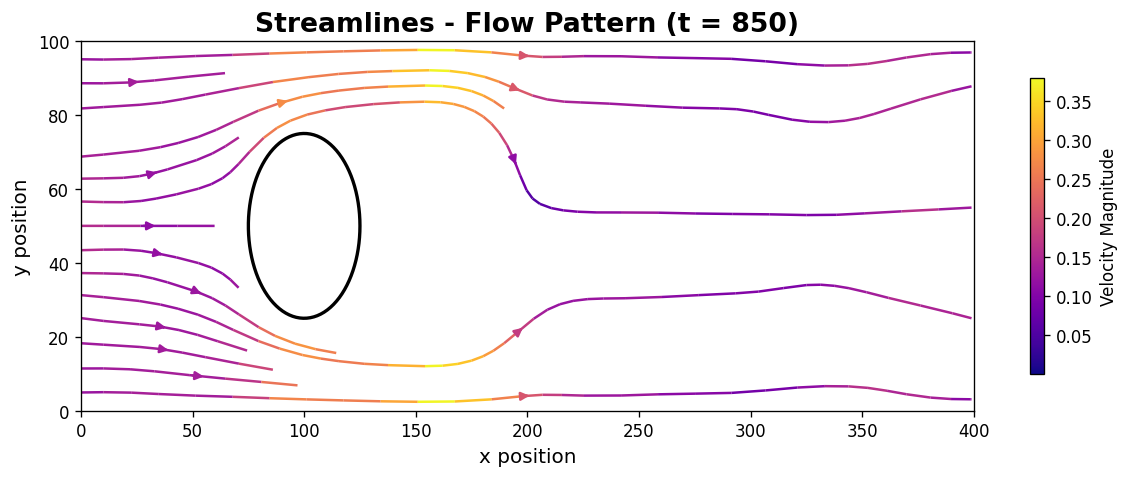 Streamlines - Flow Pattern (t = 850)
100
80
60
40
20
0
y position
0 50 100 150 200 250 300 350 400
x position
0.35
0.30
0.25
0.20
0.15
0.10
0.05
Velocity Magnitude